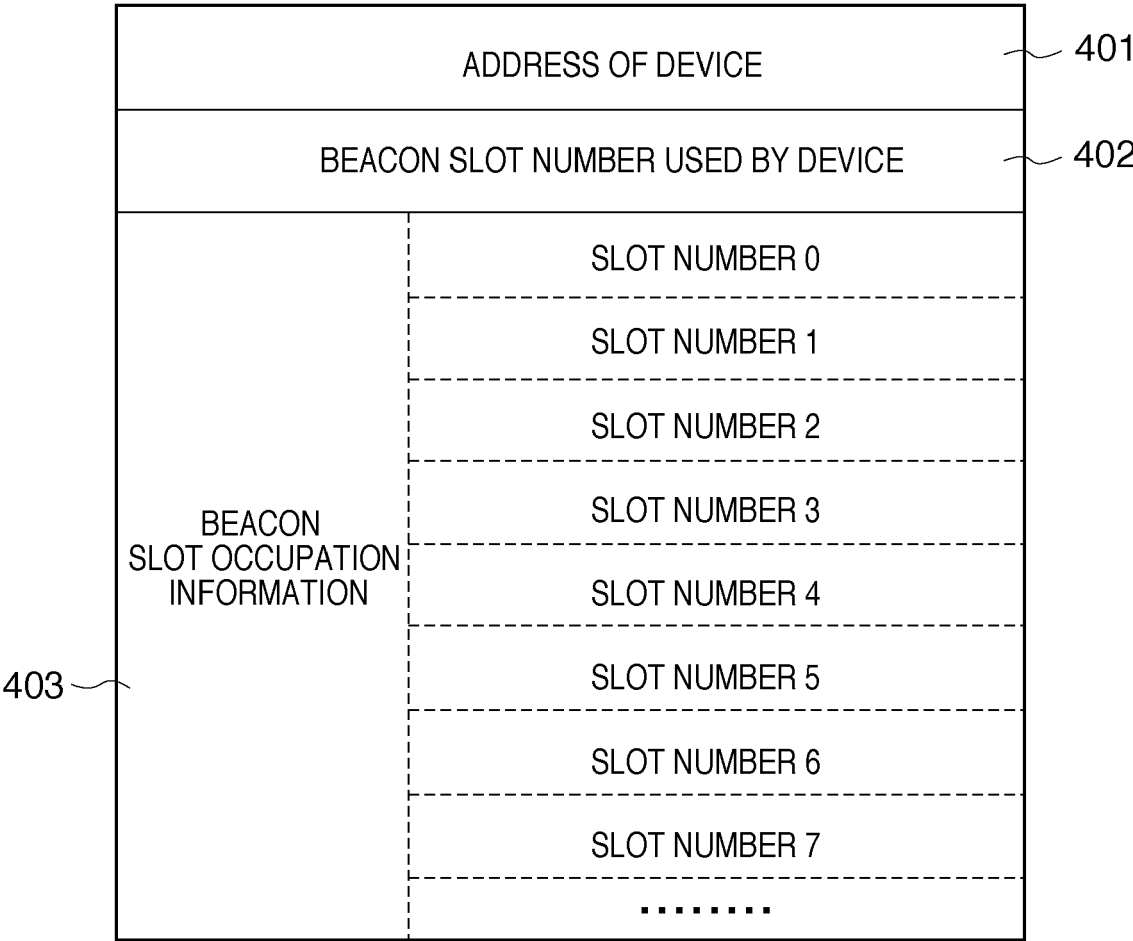 ADDRESS OF DEVICE
401
BEACON SLOT NUMBER USED BY DEVICE
402
BEACON
SLOT OCCUPATION
INFORMATION
403
SLOT NUMBER 0
SLOT NUMBER 1
SLOT NUMBER 2
SLOT NUMBER 3
SLOT NUMBER 4
SLOT NUMBER 5
SLOT NUMBER 6
SLOT NUMBER 7
........